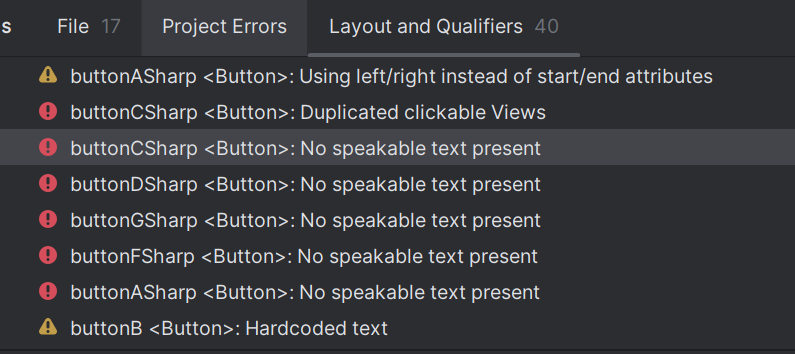 s File 17 Project Errors Layout and Qualifiers 40
buttonASharp <Button>: Using left/right instead of start/end attributes
buttonCSharp <Button>: Duplicated clickable Views
buttonCSharp <Button>: No speakable text present
buttonDSharp <Button>: No speakable text present
buttonGSharp <Button>: No speakable text present
buttonFSharp <Button>: No speakable text present
buttonASharp <Button>: No speakable text present
buttonB <Button>: Hardcoded text